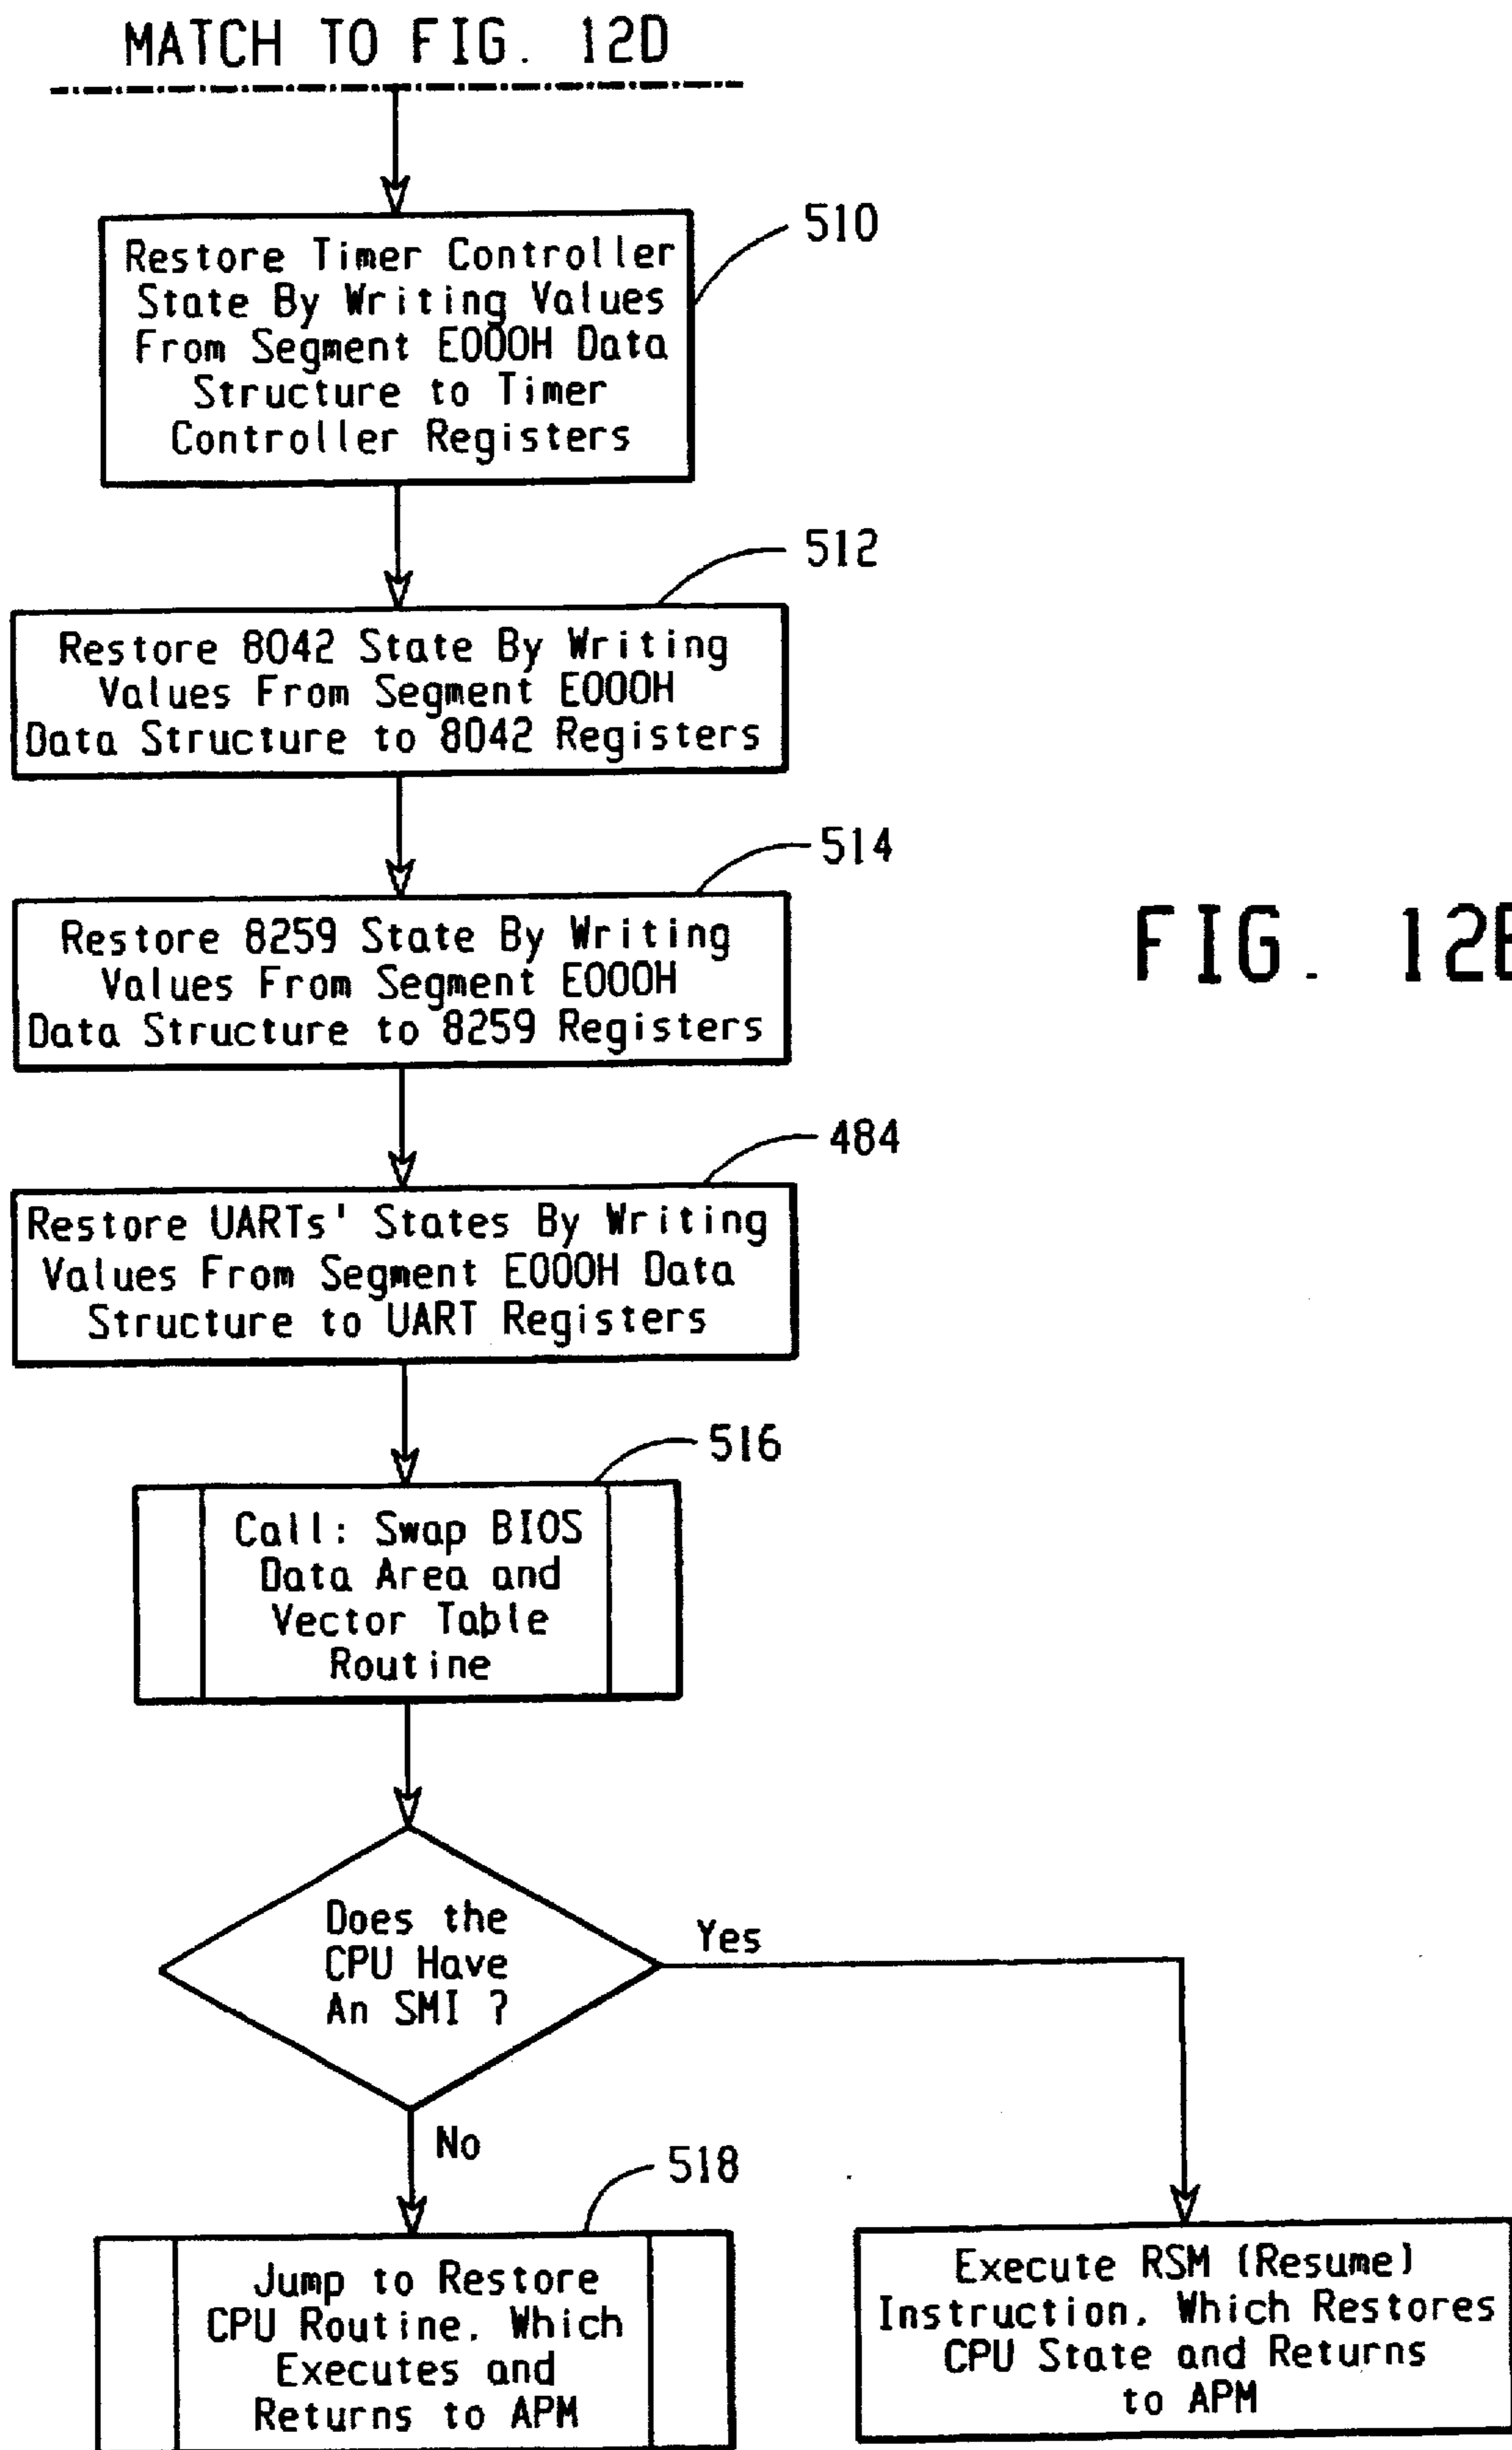 MATCH TO FIG. 12D
510
Restore Timer Controller
State By Writing Values
From Segment E000H Data
Structure to Timer
Controller Registers
512
Restore 8042 State By Writing
Values From Segment E000H
Data Structure to 8042 Registers
514
Restore 8259 State By Writing
Values From Segment E000H
Data Structure to 8259 Registers
FIG. 12
484
Restore UARTs' States By Writing
Values From Segment E000H Data
Structure to UART Registers
516
Call: Swap BIOS
Data Area and
Vector Table
Routine
Does the
CPU Have
An SMI ?
Yes
No
518
Jump to Restore
CPU Routine, Which
Executes and
Returns to APM
Execute RSM (Resume)
Instruction, Which Restores
CPU State and Returns
to APM